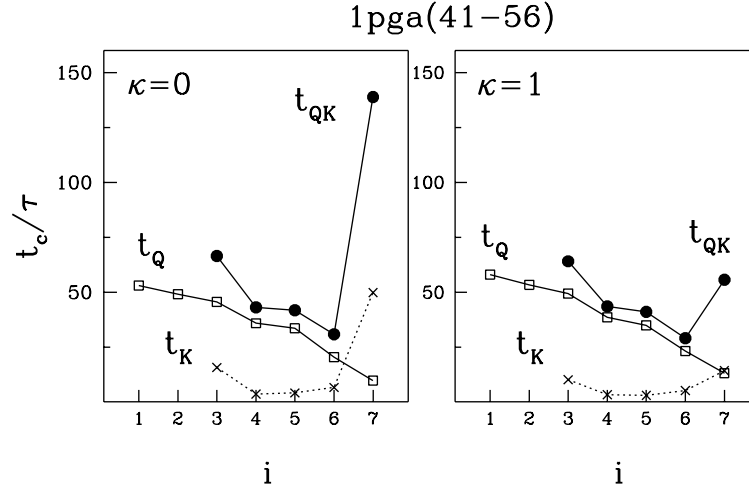 1pga(41−56)
κ=0
κ=1
t_QK
t_Q
t_K
t_QK
t_Q
t_K
t_c/τ
150
100
50
150
100
50
1 2 3 4 5 6 7
1 2 3 4 5 6 7
i
i